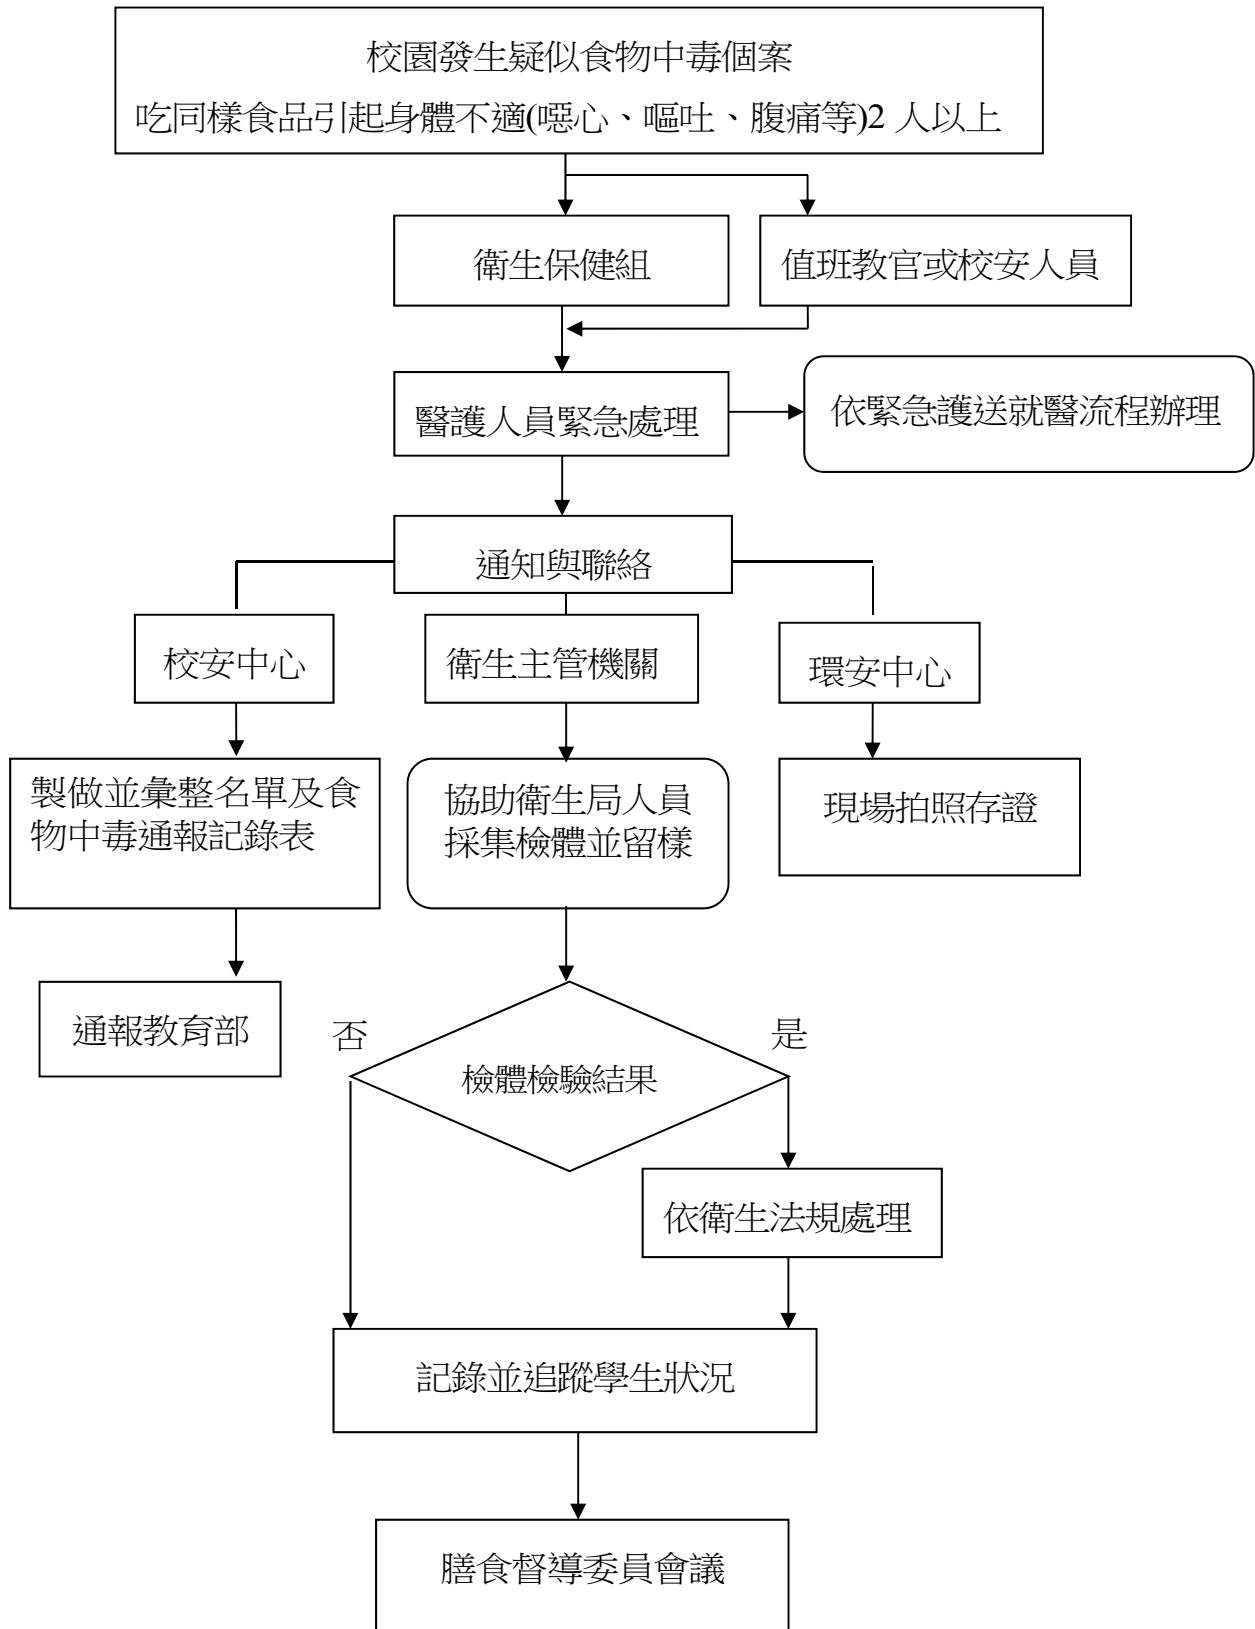 校園發生疑似食物中毒個案
吃同樣食品引起身體不適(噁心、嘔吐、腹痛等)2 人以上
衛生保健組
值班教官或校安人員
醫護人員緊急處理
依緊急護送就醫流程辦理
通知與聯絡
校安中心
衛生主管機關
環安中心
製做並彙整名單及食
物中毒通報記錄表
協助衛生局人員
採集檢體並留樣
現場拍照存證
通報教育部
否
是
檢體檢驗結果
依衛生法規處理
記錄並追蹤學生狀況
膳食督導委員會議